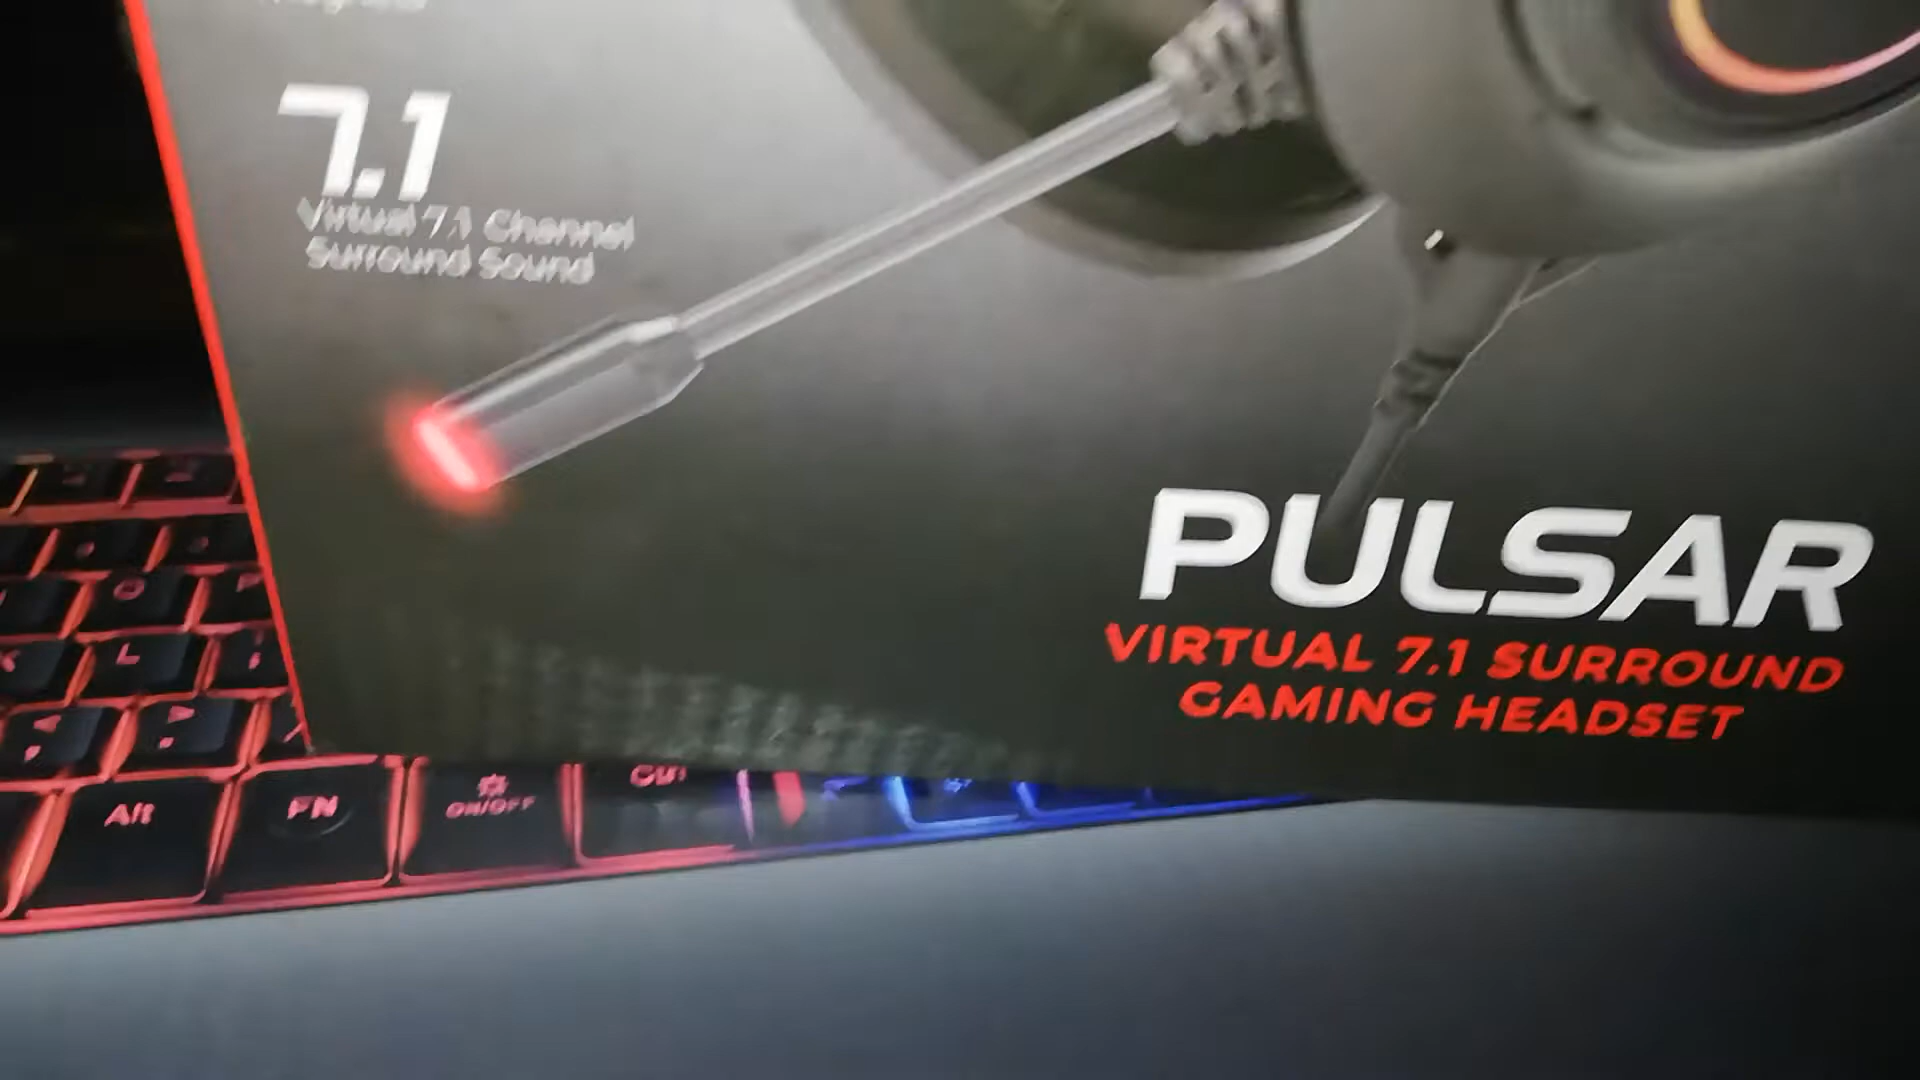 7.1
Virtual 7.1 Channel
Surround Sound
PULSAR
VIRTUAL 7.1 SURROUND
GAMING HEADSET
O P
K L
< ,
> .
Alt FN ON/OFF Ctrl